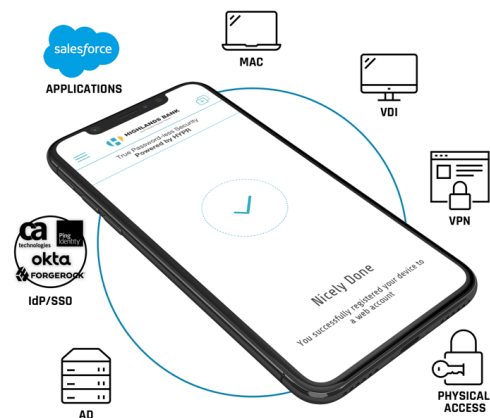 salesforce
APPLICATIONS
MAC
VDI
VPN
PHYSICAL
ACCESS
AD
IdP/SSO
ca
technologies
Ping
Identity
okta
FORGEROCK
HIGHLANDS BANK
True Password-less Security
Powered by HYPR
Nicely Done
You successfully registered your device to
a web account